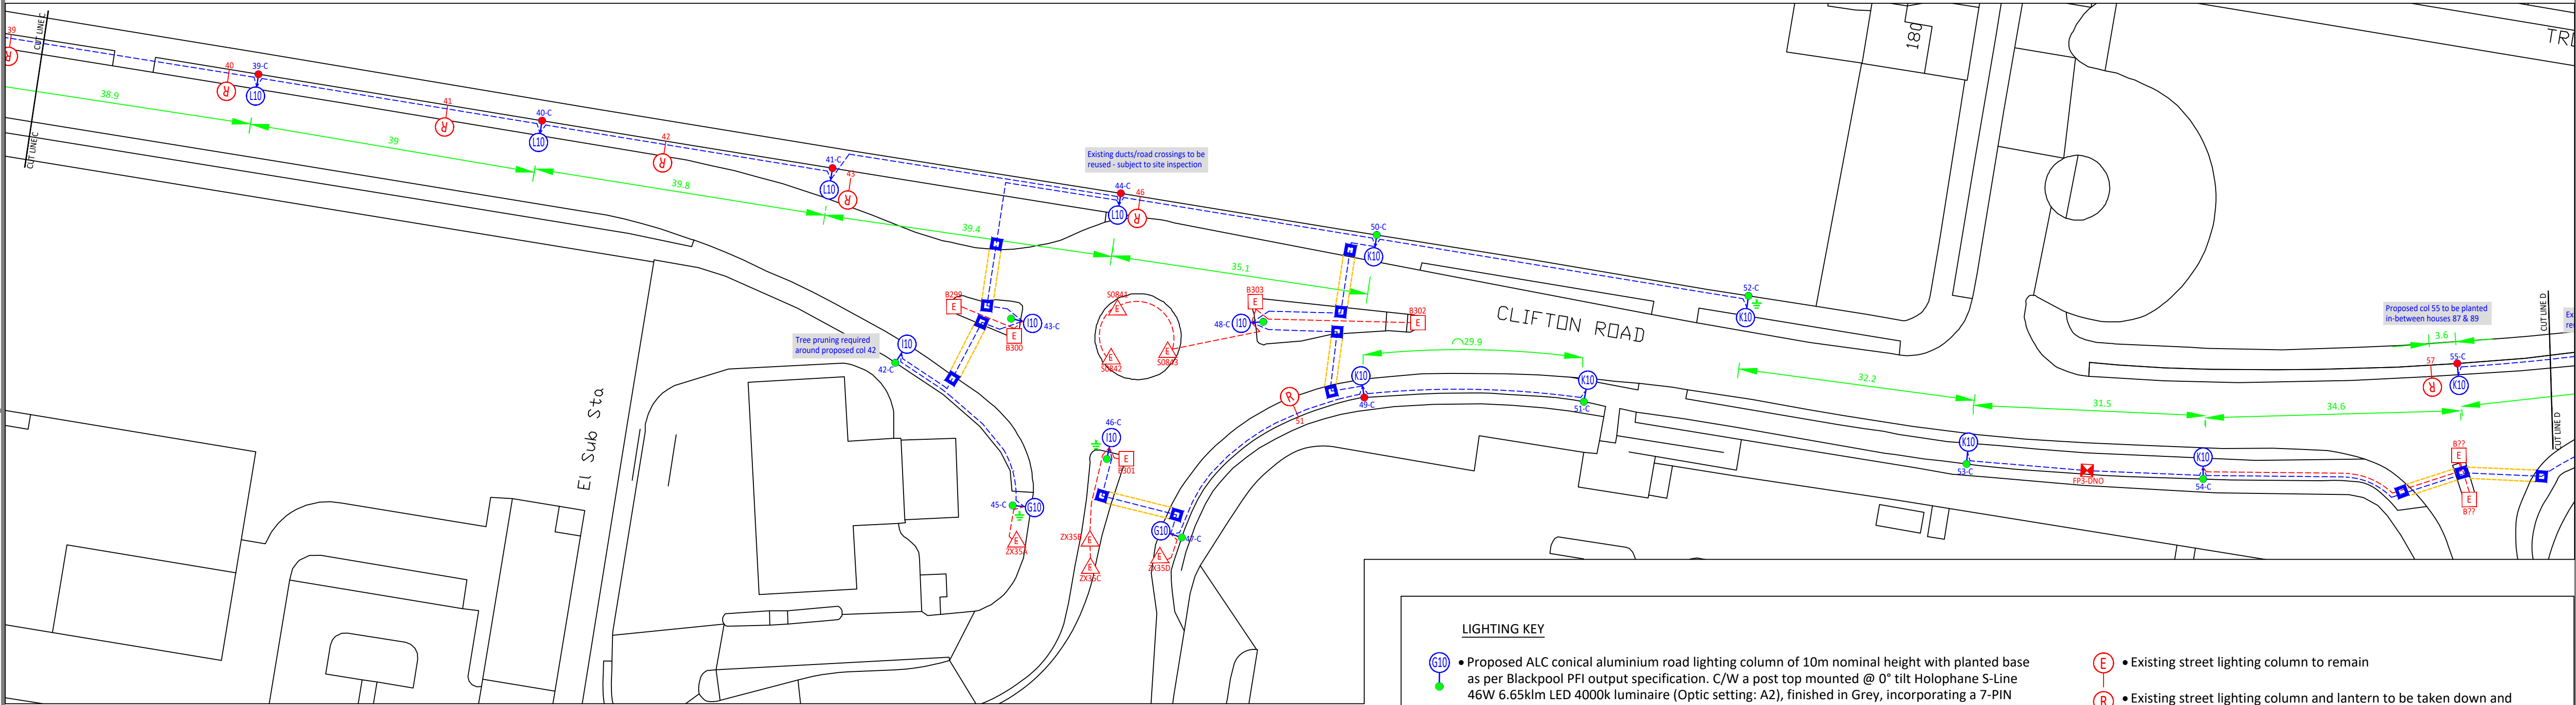 CUT LINE C
CUT LINE C
39
R
38.9
40
R
39-C
L10
39
41
R
40-C
L10
39.8
42
R
41-C
L10
43
R
39.4
Existing ducts/road crossings to be
reused - subject to site inspection
44-C
L10
46
R
35.1
50-C
K10
52-C
K10
180
CLIFTON ROAD
B299
E
I10
43-C
E
B300
S0841
E
E
S0842
E
S0843
B303
E
48-C
I10
B302
E
Tree pruning required
around proposed col 42
I10
42-C
El Sub Sta
45-C
G10
E
ZX35A
46-C
I10
E
B301
ZX35B
E
E
ZX35C
G10
47-C
E
ZX35D
R
51
K10
49-C
29.9
K10
51-C
32.2
31.5
34.6
K10
53-C
FP3-DNO
K10
54-C
Proposed col 55 to be planted
in-between houses 87 & 89
3.6
57
R
55-C
K10
B??
E
E
B??
CUT LINE D
CUT LINE D
LIGHTING KEY
G10
• Proposed ALC conical aluminium road lighting column of 10m nominal height with planted base
as per Blackpool PFI output specification. C/W a post top mounted @ 0° tilt Holophane S-Line
46W 6.65klm LED 4000k luminaire (Optic setting: A2), finished in Grey, incorporating a 7-PIN
E
• Existing street lighting column to remain
R
• Existing street lighting column and lantern to be taken down and